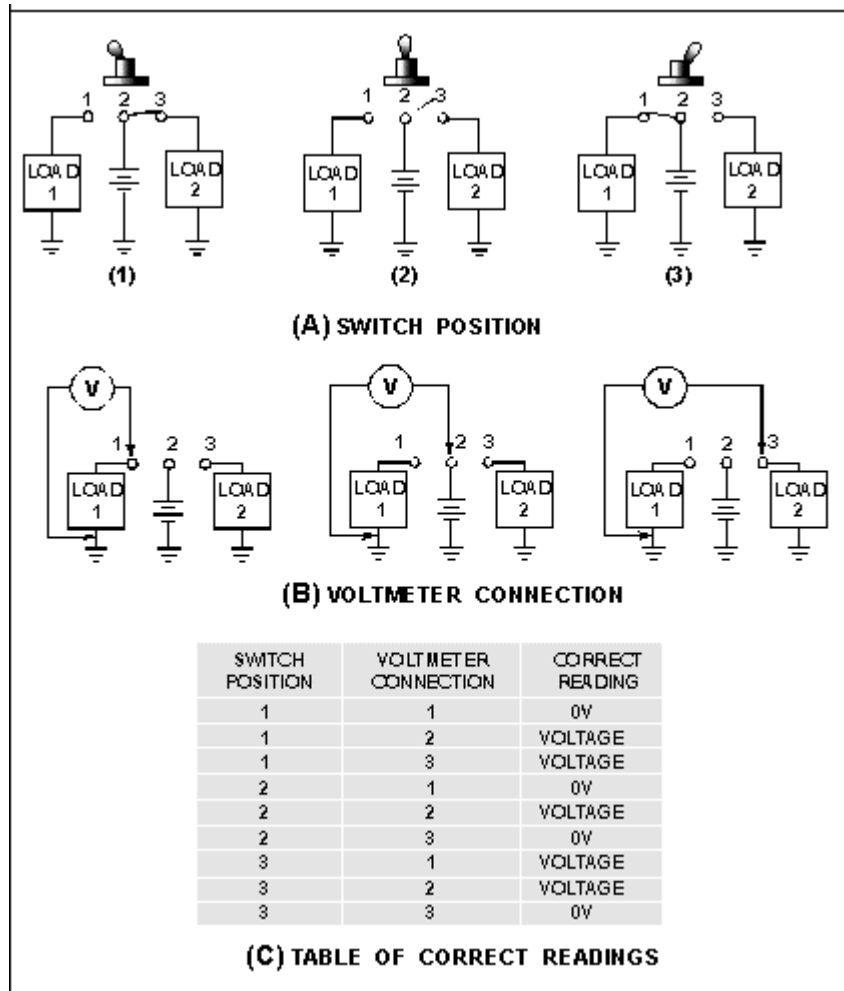 1 2 3
1 2 3
1 2 3
LOAD 1
LOAD 2
LOAD 1
LOAD 2
LOAD 1
LOAD 2
(1)
(2)
(3)
(A) SWITCH POSITION
V
V
V
1 2 3
1 2 3
1 2 3
LOAD 1
LOAD 2
LOAD 1
LOAD 2
LOAD 1
LOAD 2
(B) VOLTMETER CONNECTION
SWITCH POSITION VOLTMETER CONNECTION CORRECT READING
1 1 0V
1 2 VOLTAGE
1 3 VOLTAGE
2 1 0V
2 2 VOLTAGE
2 3 0V
3 1 VOLTAGE
3 2 VOLTAGE
3 3 0V
(C) TABLE OF CORRECT READINGS